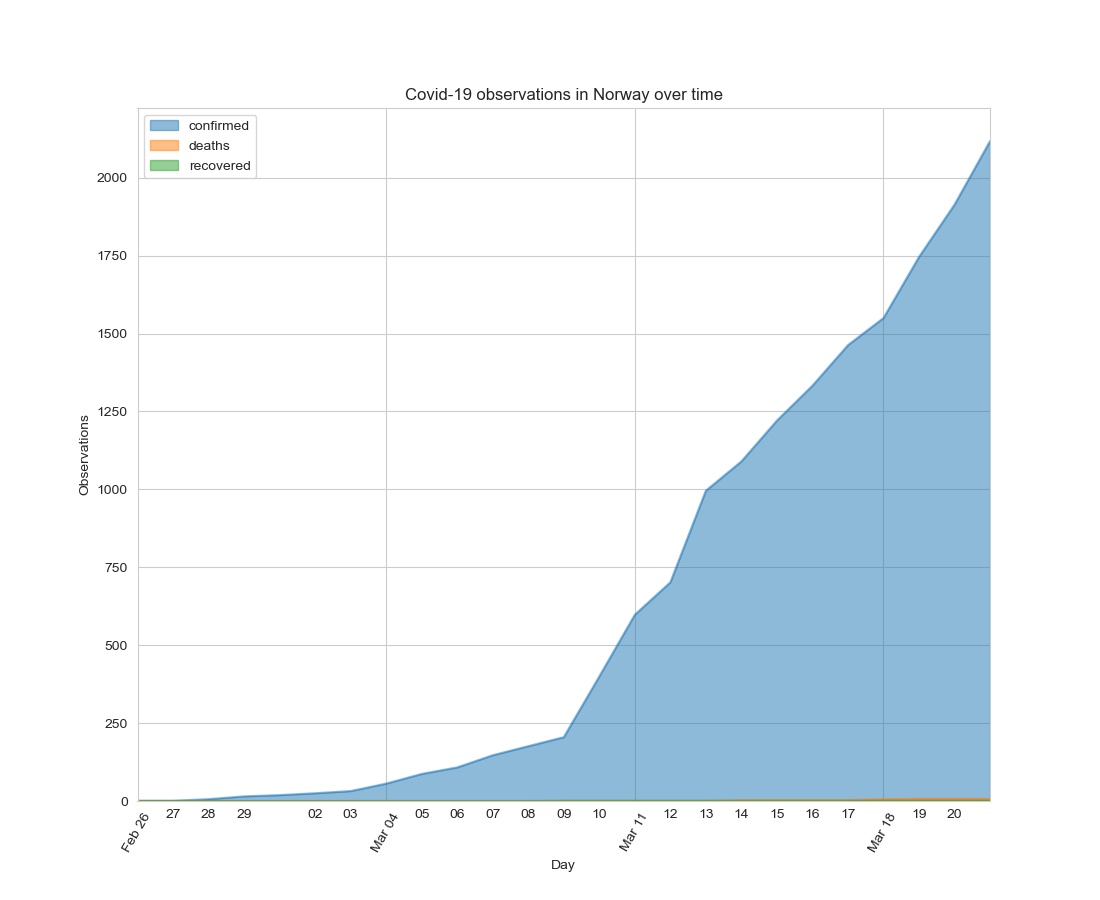 Covid-19 observations in Norway over time
confirmed
deaths
recovered
2000
1750
1500
1250
1000
750
500
250
0
Observations
Feb 26 27 28 29 02 03 Mar 04 05 06 07 08 09 10 Mar 11 12 13 14 15 16 17 Mar 18 19 20
Day